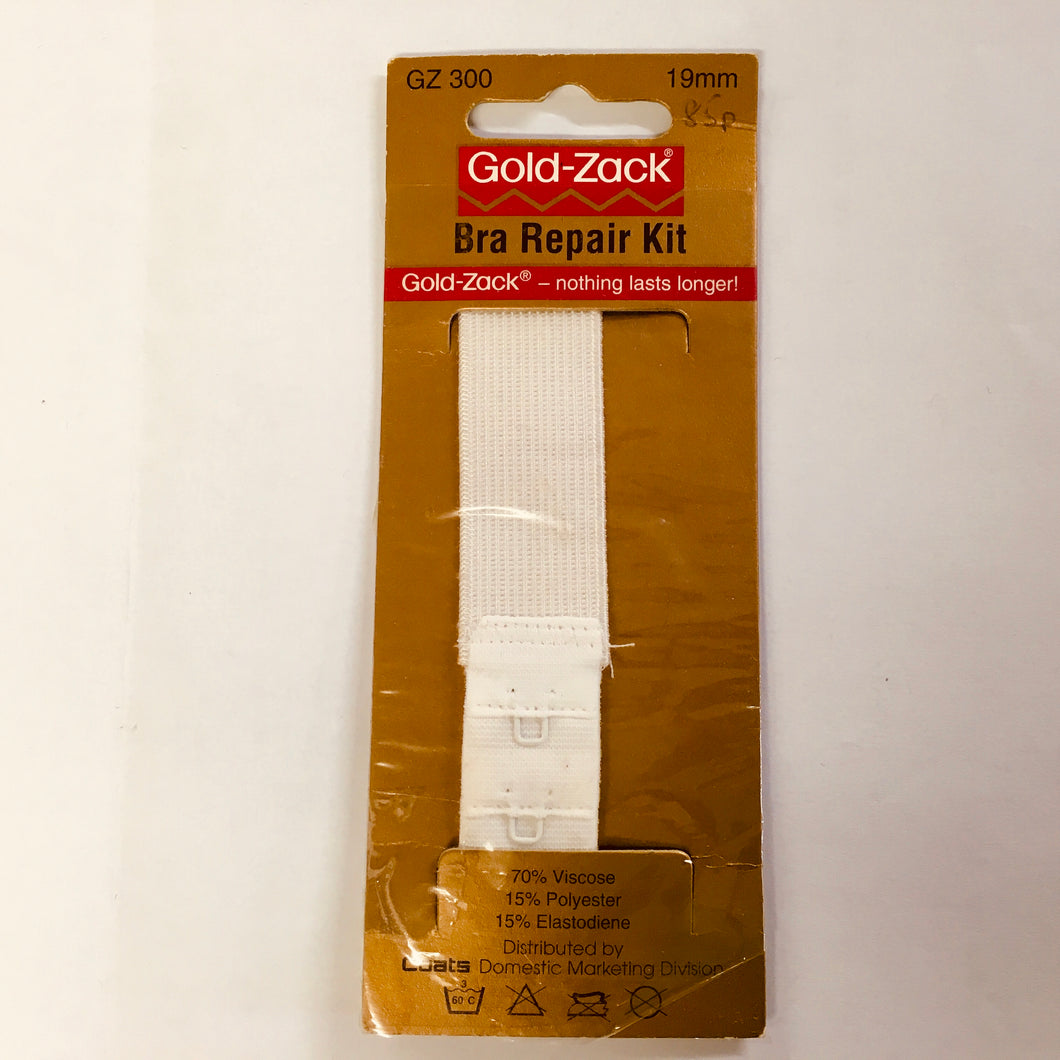 GZ 300 19mm
85p
Gold-Zack®
Bra Repair Kit
Gold-Zack® – nothing lasts longer!
70% Viscose
15% Polyester
15% Elastodiene
Distributed by
Coats Domestic Marketing Division
3
60 C